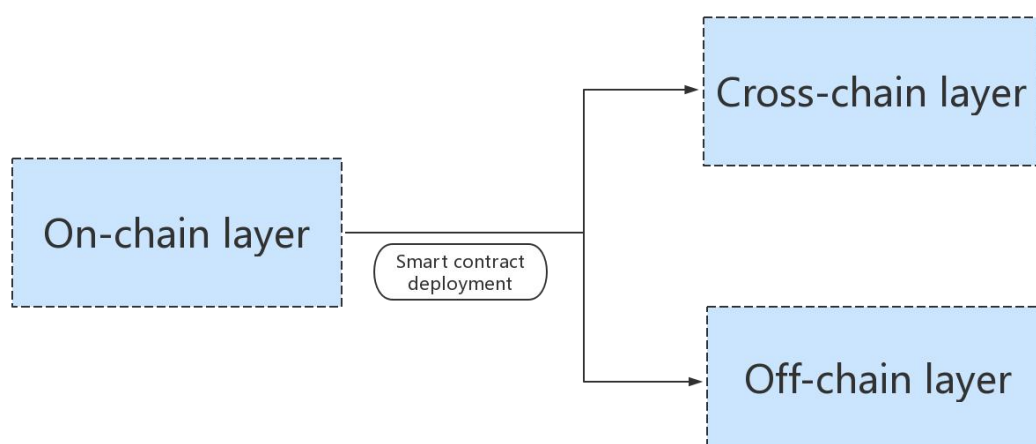 Cross-chain layer
On-chain layer
Smart contract
deployment
Off-chain layer